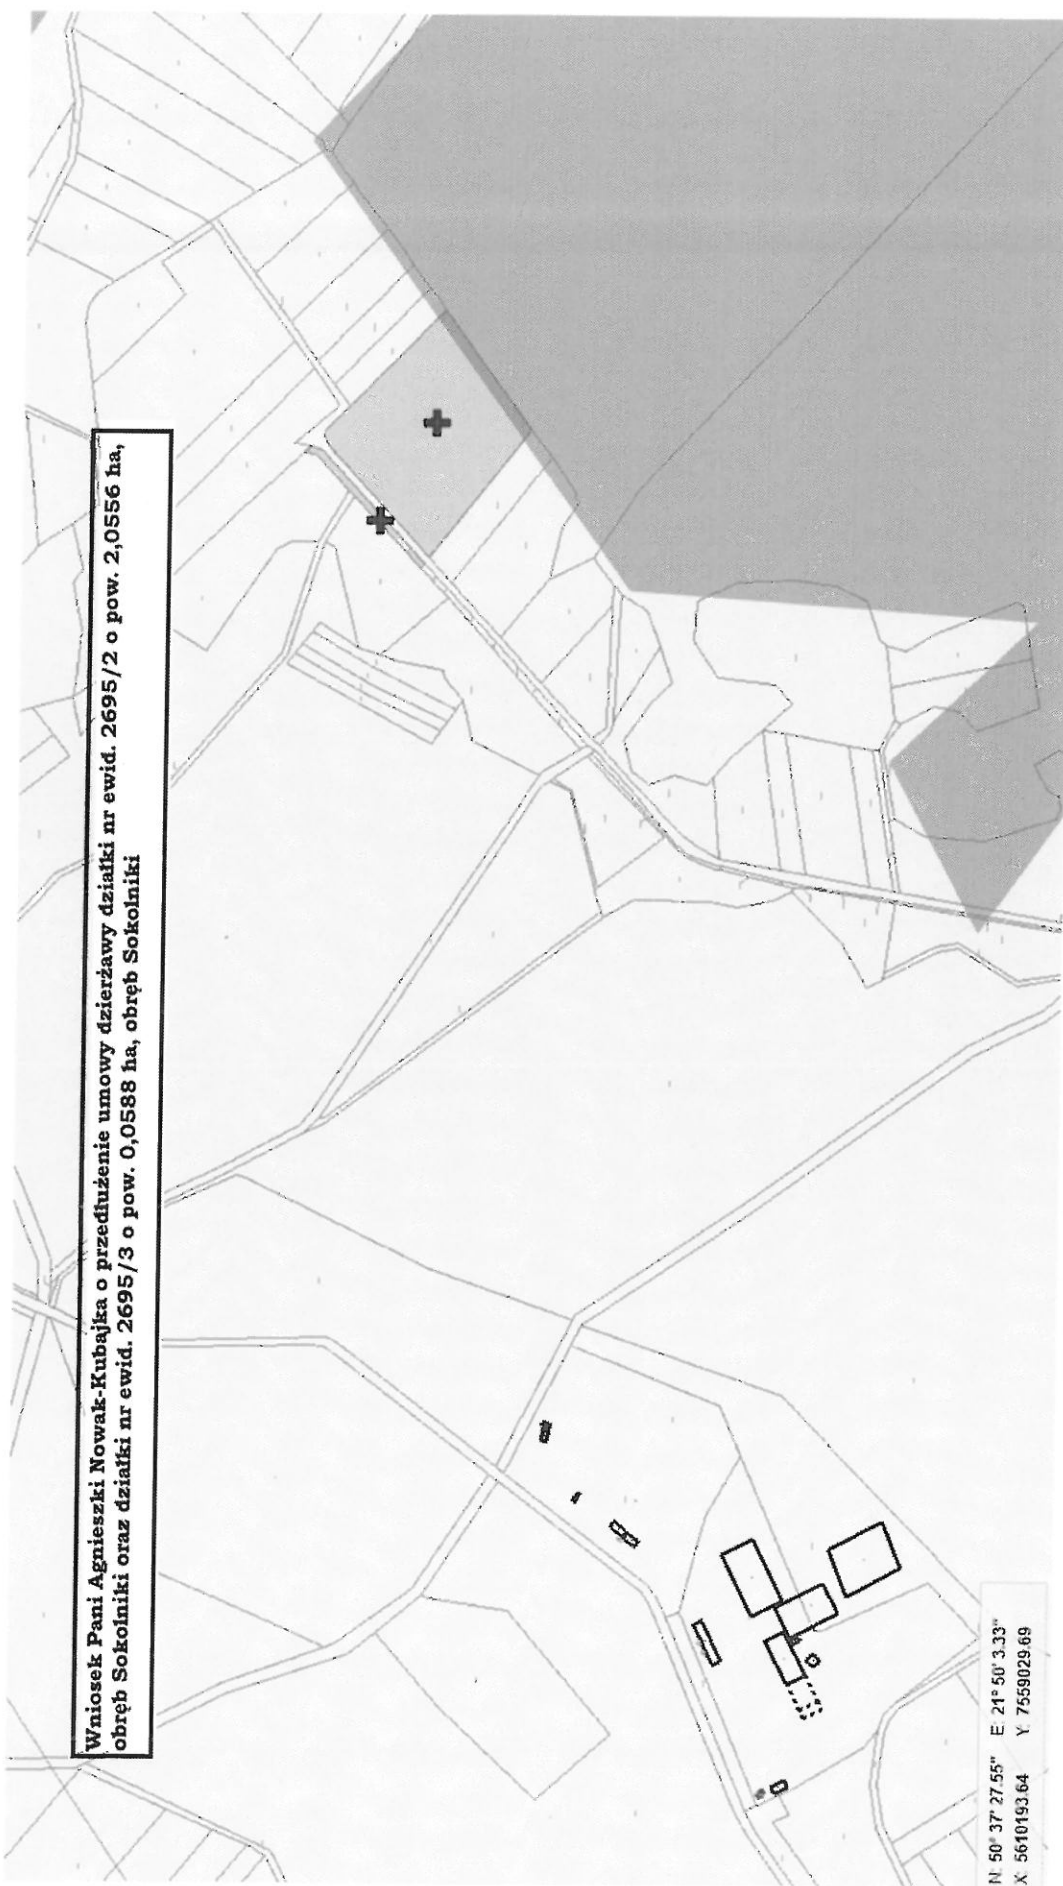 Wniosek Pani Agnieszki Nowak-Kubajka o przedłużenie umowy dzierżawy działki nr ewid. 2695/2 o pow. 2,0556 ha,
obręb Sokolniki oraz działki nr ewid. 2695/3 o pow. 0,0588 ha, obręb Sokolniki
N: 50° 37' 27.55" E: 21° 50' 3.33"
X: 5610193.64 Y: 7559029.69